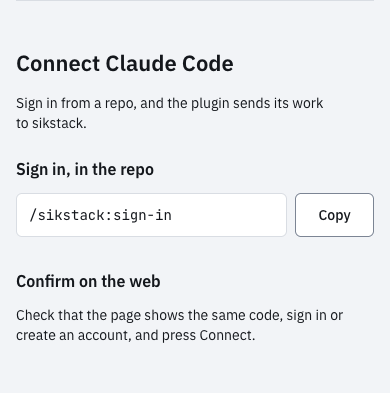 Connect Claude Code
Sign in from a repo, and the plugin sends its work
to sikstack.
Sign in, in the repo
/sikstack:sign-in
Copy
Confirm on the web
Check that the page shows the same code, sign in or
create an account, and press Connect.